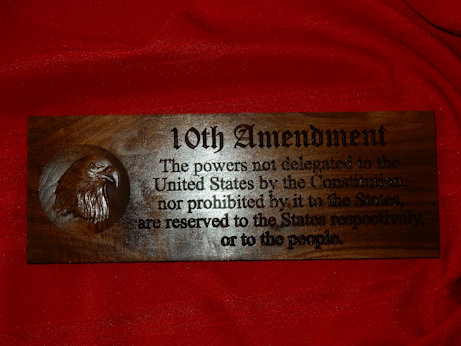 10th Amendment
The powers not delegated to the
United States by the Constitution,
nor prohibited by it to the States,
are reserved to the States respectively,
or to the people.